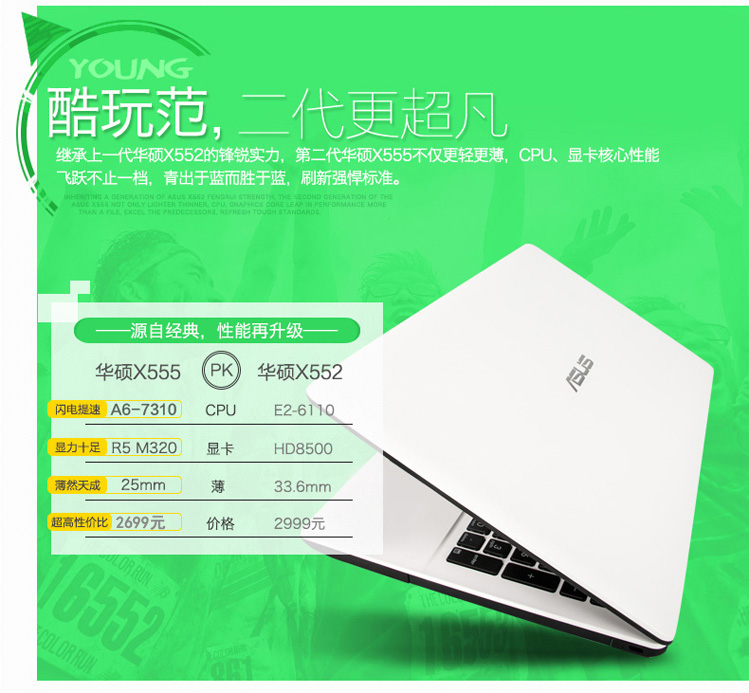 YOUNG
酷玩范，二代更超凡
继承上一代华硕X552的锋锐实力，第二代华硕X555不仅更轻更薄，CPU、显卡核心性能
飞跃不止一档，青出于蓝而胜于蓝，刷新强悍标准。
INHERITING A GENERATION OF ASUS X552 FENGRUI STRENGTH, THE SECOND GENERATION OF THE
ASUS X555 NOT ONLY LIGHTER THINNER, CPU, GRAPHICS CORE LEAP IN PERFORMANCE MORE
THAN A FILE, EXCEL THE PREDECESSORS, REFRESH TOUGH STANDARDS.
——源自经典，性能再升级——
华硕X555 PK 华硕X552
闪电提速 A6-7310 CPU E2-6110
显力十足 R5 M320 显卡 HD8500
薄然天成 25mm 薄 33.6mm
超高性价比 2699元 价格 2999元
ASUS
THE COLOR RUN
16552
COLOR RUN